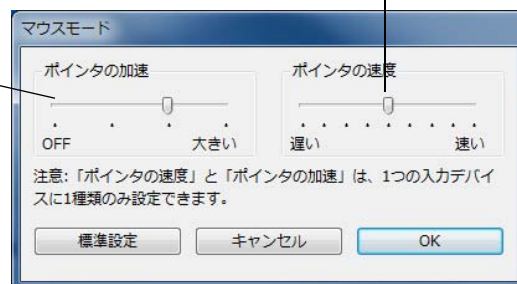 マウスモード
ポインタの加速
ポインタの速度
OFF
大きい
遅い
速い
注意:「ポインタの速度」と「ポインタの加速」は、1つの入力デバイ
スに1種類のみ設定できます。
標準設定
キャンセル
OK